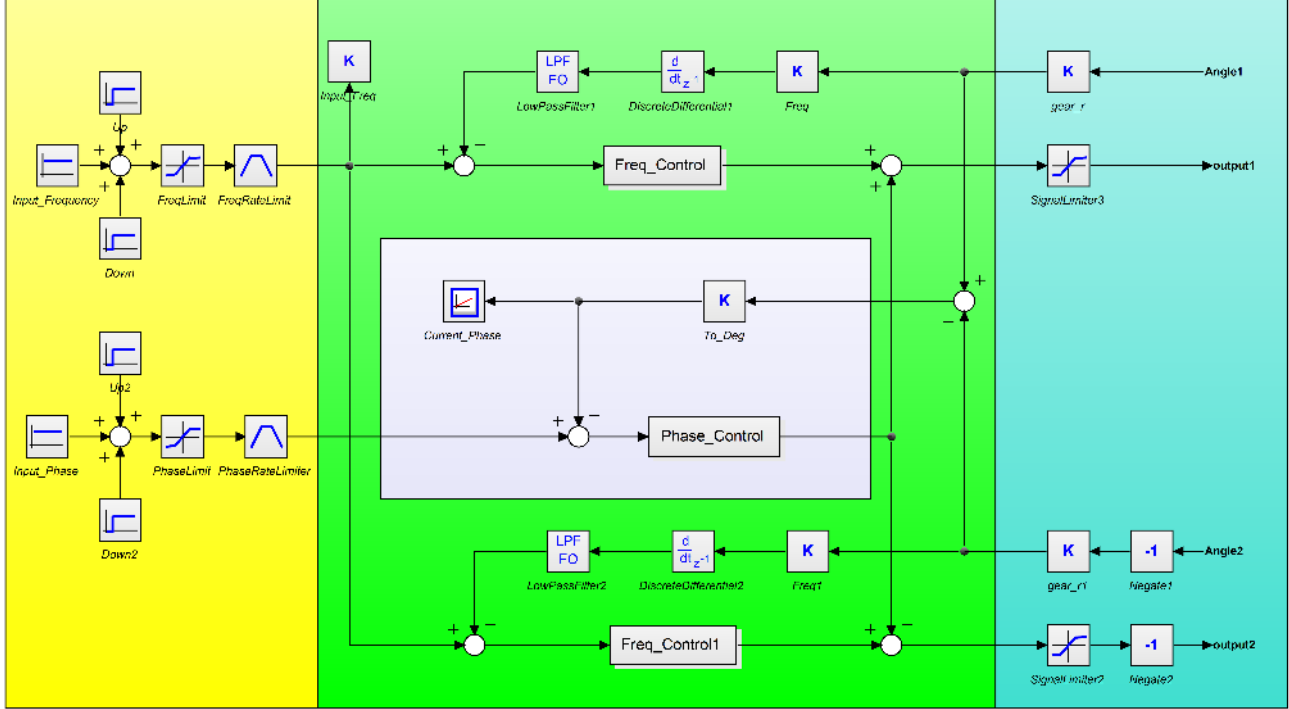 K
Input_Freq
LPF
FO
LowPassFilter1
d
dt z-1
DiscreteDifferential1
K
Freq
K
gear_r
Angle1
Up
+
+
+
Input_Frequency
FreqLimit
FreqRateLimit
+
−
Freq_Control
+
+
SignalLimiter3
output1
Down
Current_Phase
K
To_Deg
+
−
Up2
+
+
+
Input_Phase
PhaseLimit
PhaseRateLimiter
+
−
Phase_Control
Down2
LPF
FO
LowPassFilter2
d
dt z-1
DiscreteDifferential2
K
Freq1
K
gear_r1
-1
Negate1
Angle2
+
−
Freq_Control1
+
−
SignalLimiter2
-1
Negate2
output2